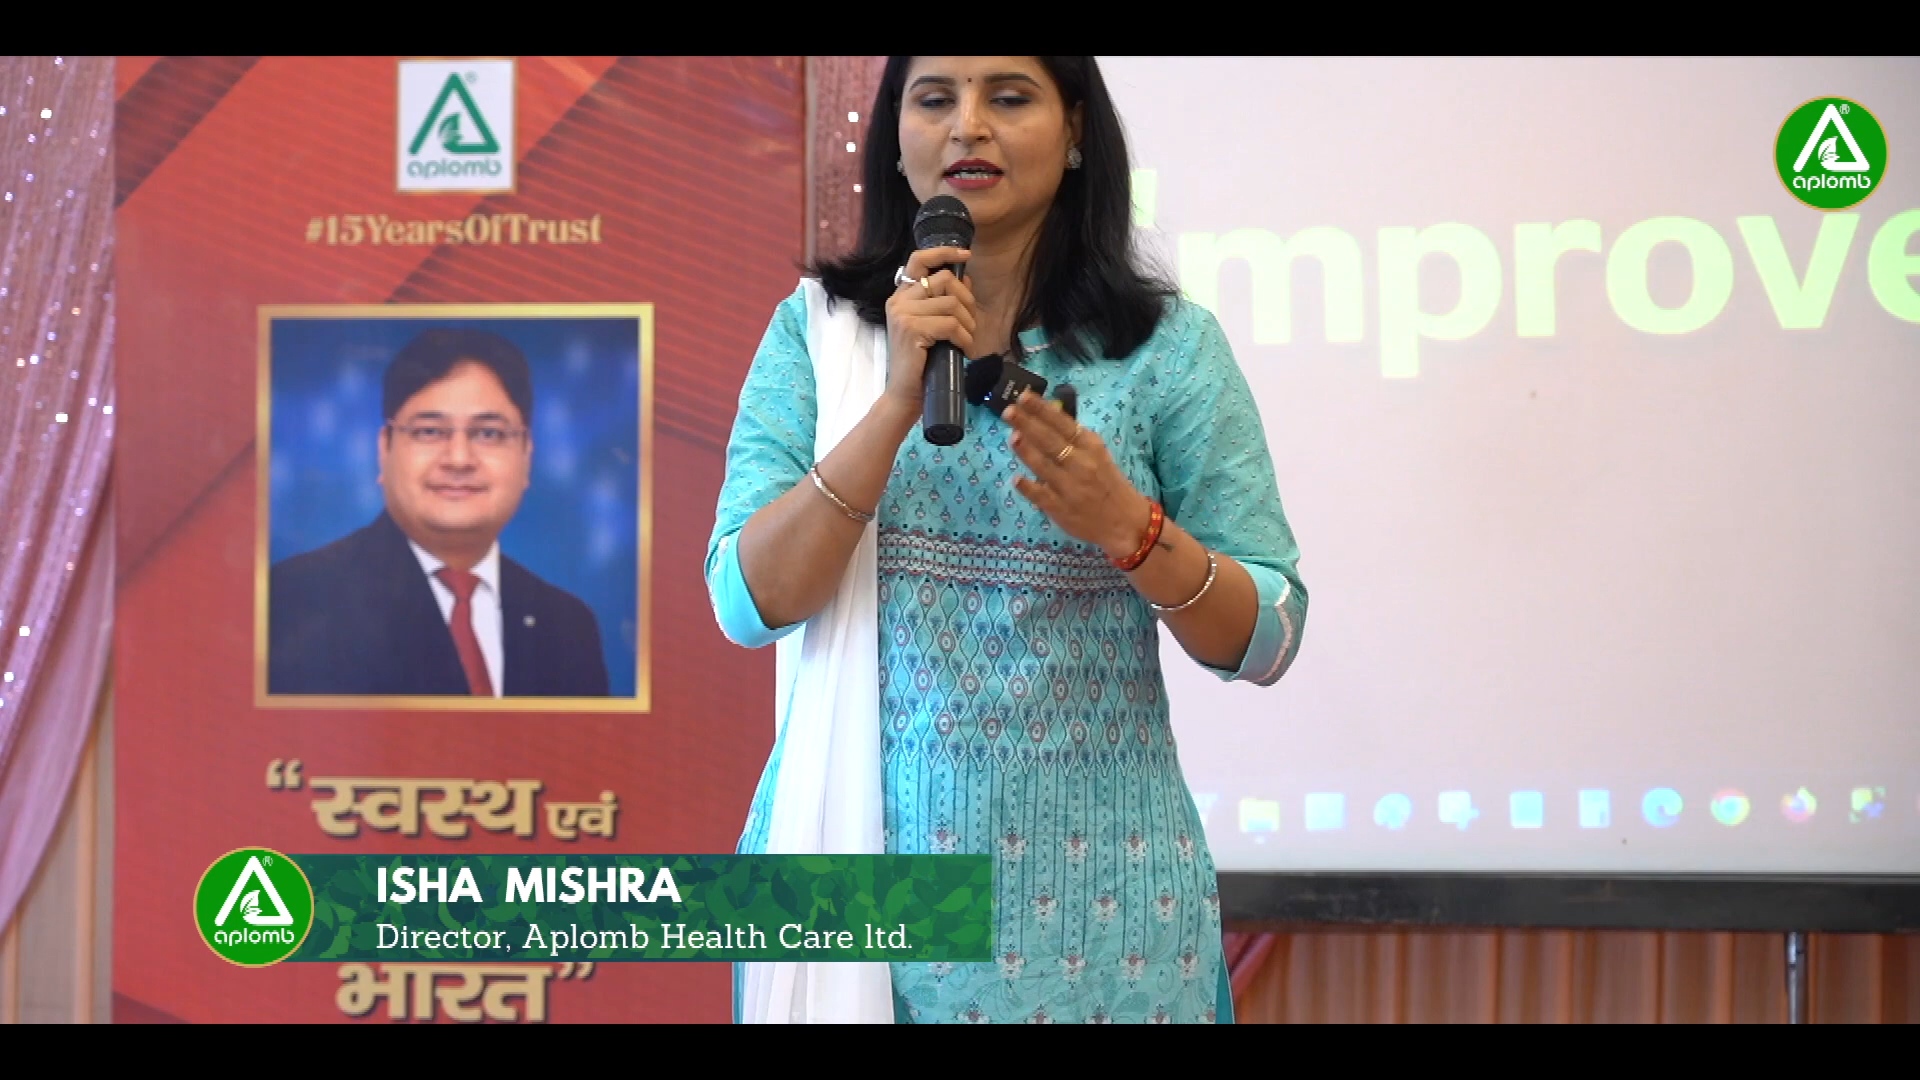 aplomb
#15YearsOfTrust
“स्वस्थ एवं
भारत”
mprove
aplomb
aplomb
ISHA MISHRA
Director, Aplomb Health Care ltd.